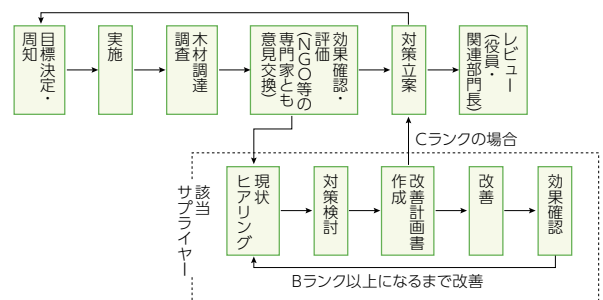 目標決定・
周知
実施
木材調達
調査
効果確認・
評価
(NGO等の
専門家とも
意見交換)
対策立案
レビュー
(役員・
関連部門長)
Cランクの場合
該当
サプライヤー
現状
ヒアリング
対策検討
改善計画書
作成
改善
効果確認
Bランク以上になるまで改善